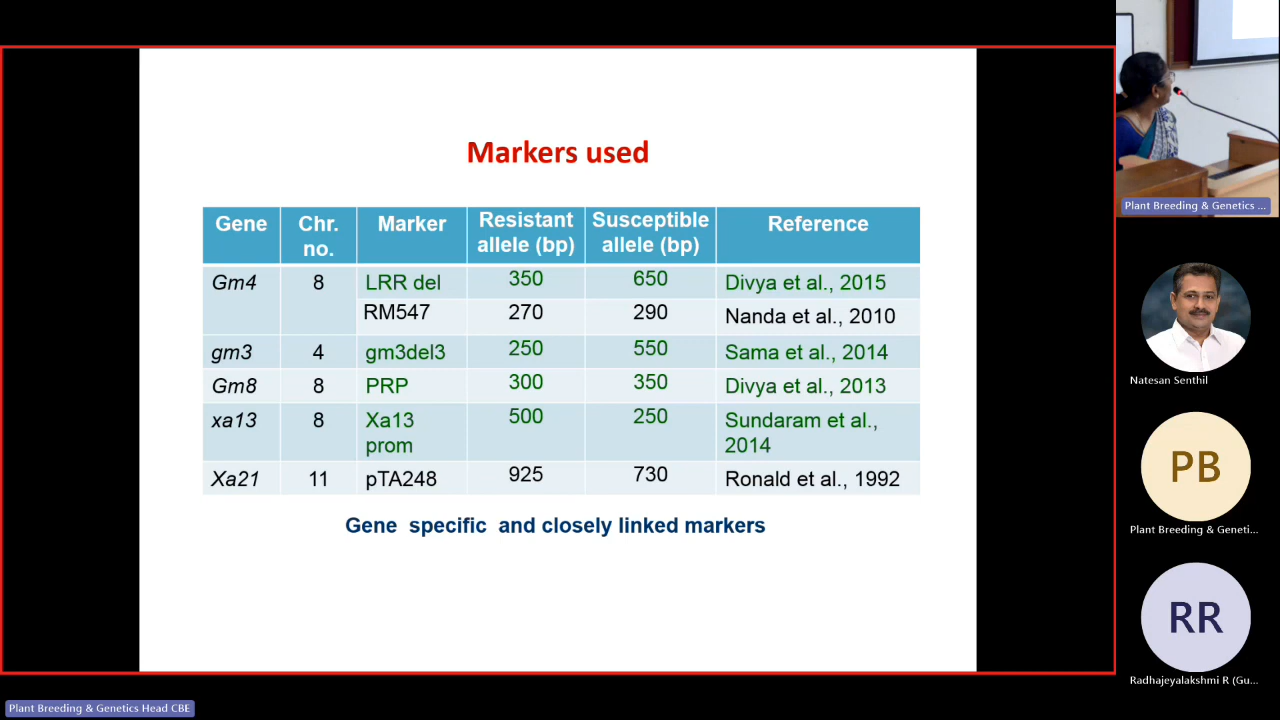 Markers used
Gene Chr. no. Marker Resistant allele (bp) Susceptible allele (bp) Reference
Gm4 8 LRR del 350 650 Divya et al., 2015
RM547 270 290 Nanda et al., 2010
gm3 4 gm3del3 250 550 Sama et al., 2014
Gm8 8 PRP 300 350 Divya et al., 2013
xa13 8 Xa13 prom 500 250 Sundaram et al., 2014
Xa21 11 pTA248 925 730 Ronald et al., 1992
Gene specific and closely linked markers
Plant Breeding & Genetics ...
Natesan Senthil
PB
Plant Breeding & Geneti...
RR
Radhajeyalakshmi R (Gu...
Plant Breeding & Genetics Head CBE